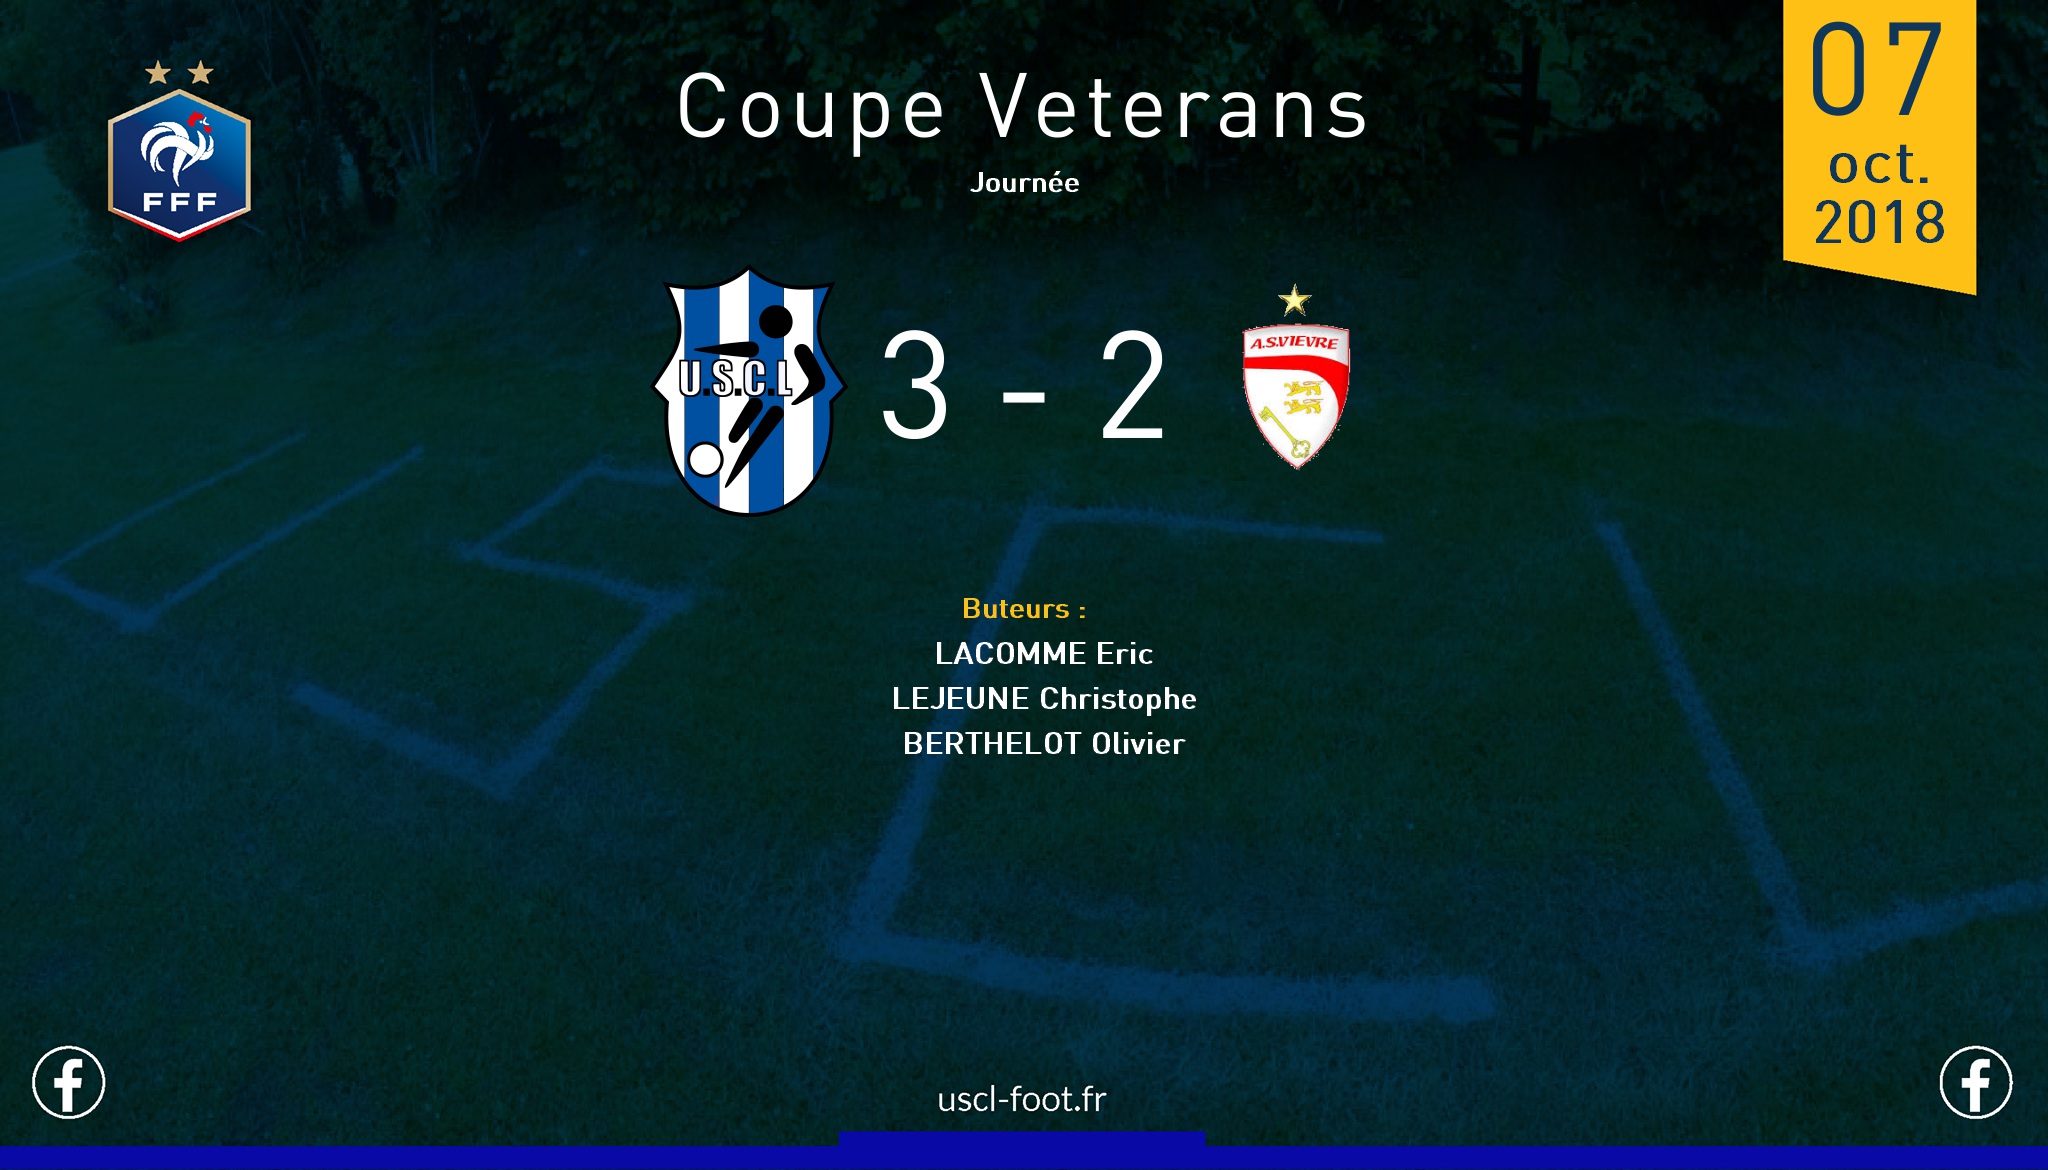 07
oct.
2018
FFF
Coupe Veterans
Journée
U.S.C.L
3 - 2
A.S.VIEVRE
Buteurs :
LACOMME Eric
LEJEUNE Christophe
BERTHELOT Olivier
uscl-foot.fr